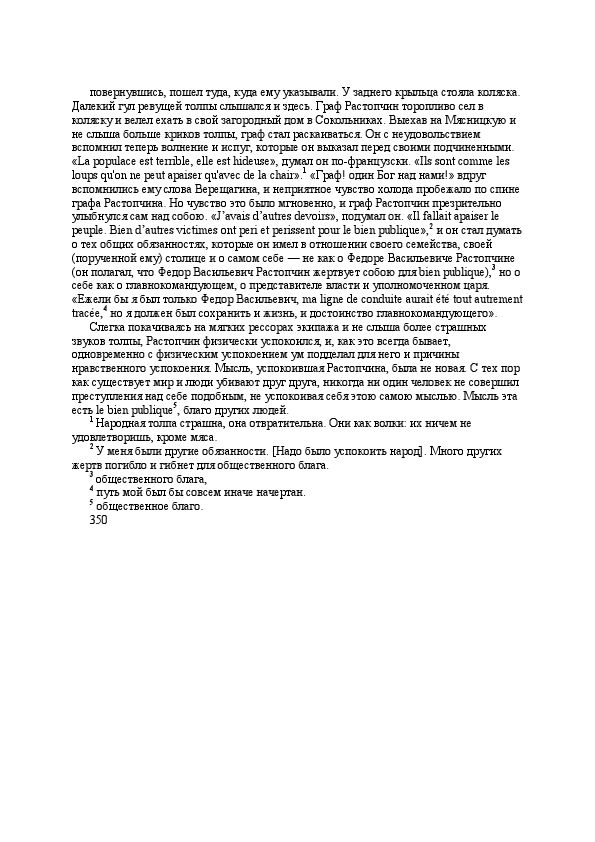 повернувшись, пошел туда, куда ему указывали. У заднего крыльца стояла коляска.
Далекий гул ревущей толпы слышался и здесь. Граф Растопчин торопливо сел в
коляску и велел ехать в свой загородный дом в Сокольниках. Выехав на Мясницкую и
не слыша больше криков толпы, граф стал раскаиваться. Он с неудовольствием
вспомнил теперь волнение и испуг, которые он выказал перед своими подчиненными.
«La populace est terrible, elle est hideuse», думал он по-французски. «Ils sont comme les
loups qu'on ne peut apaiser qu'avec de la chair».1 «Граф! один Бог над нами!» вдруг
вспомнились ему слова Верещагина, и неприятное чувство холода пробежало по спине
графа Растопчина. Но чувство это было мгновенно, и граф Растопчин презрительно
улыбнулся сам над собою. «J’avais d’autres devoirs», подумал он. «Il fallait apaiser le
peuple. Bien d’autres victimes ont peri et perissent pour le bien publique»,2 и он стал думать
о тех общих обязанностях, которые он имел в отношении своего семейства, своей
(порученной ему) столице и о самом себе — не как о Федоре Васильевиче Растопчине
(он полагал, что Федор Васильевич Растопчин жертвует собою для bien publique),3 но о
себе как о главнокомандующем, о представителе власти и уполномоченном царя.
«Ежели бы я был только Федор Васильевич, ma ligne de conduite aurait été tout autrement
tracée,4 но я должен был сохранить и жизнь, и достоинство главнокомандующего».
Слегка покачиваясь на мягких рессорах экипажа и не слыша более страшных
звуков толпы, Растопчин физически успокоился, и, как это всегда бывает,
одновременно с физическим успокоением ум подделал для него и причины
нравственного успокоения. Мысль, успокоившая Растопчина, была не новая. С тех пор
как существует мир и люди убивают друг друга, никогда ни один человек не совершил
преступления над себе подобным, не успокоивая себя этою самою мыслью. Мысль эта
есть le bien publique5, благо других людей.
1 Народная толпа страшна, она отвратительна. Они как волки: их ничем не
удовлетворишь, кроме мяса.
2 У меня были другие обязанности. [Надо было успокоить народ]. Много других
жертв погибло и гибнет для общественного блага.
3 общественного блага,
4 путь мой был бы совсем иначе начертан.
5 общественное благо.
350